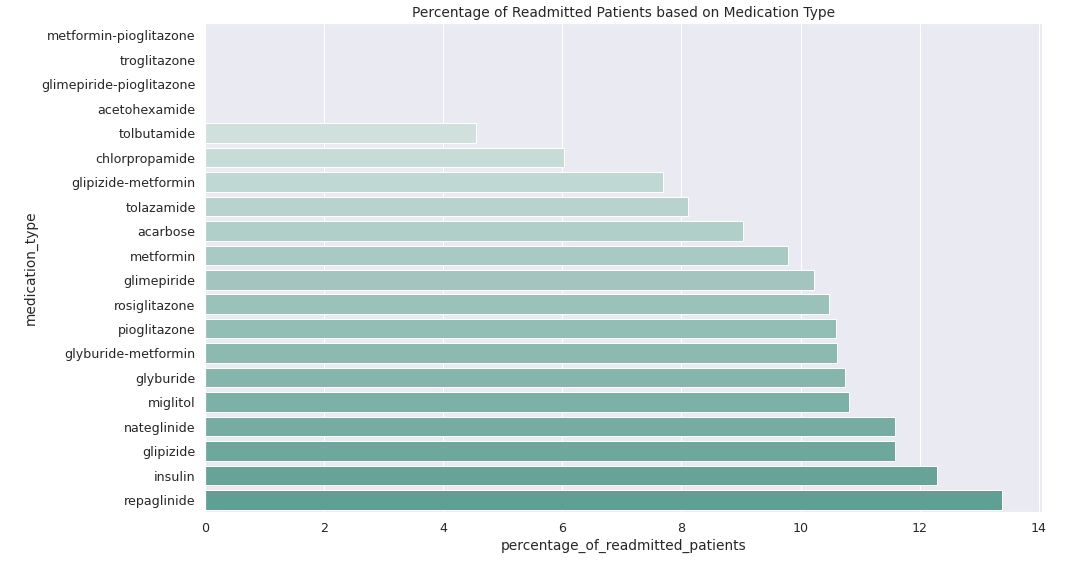 Percentage of Readmitted Patients based on Medication Type
medication_type
metformin-pioglitazone
troglitazone
glimepiride-pioglitazone
acetohexamide
tolbutamide
chlorpropamide
glipizide-metformin
tolazamide
acarbose
metformin
glimepiride
rosiglitazone
pioglitazone
glyburide-metformin
glyburide
miglitol
nateglinide
glipizide
insulin
repaglinide
0 2 4 6 8 10 12 14
percentage_of_readmitted_patients